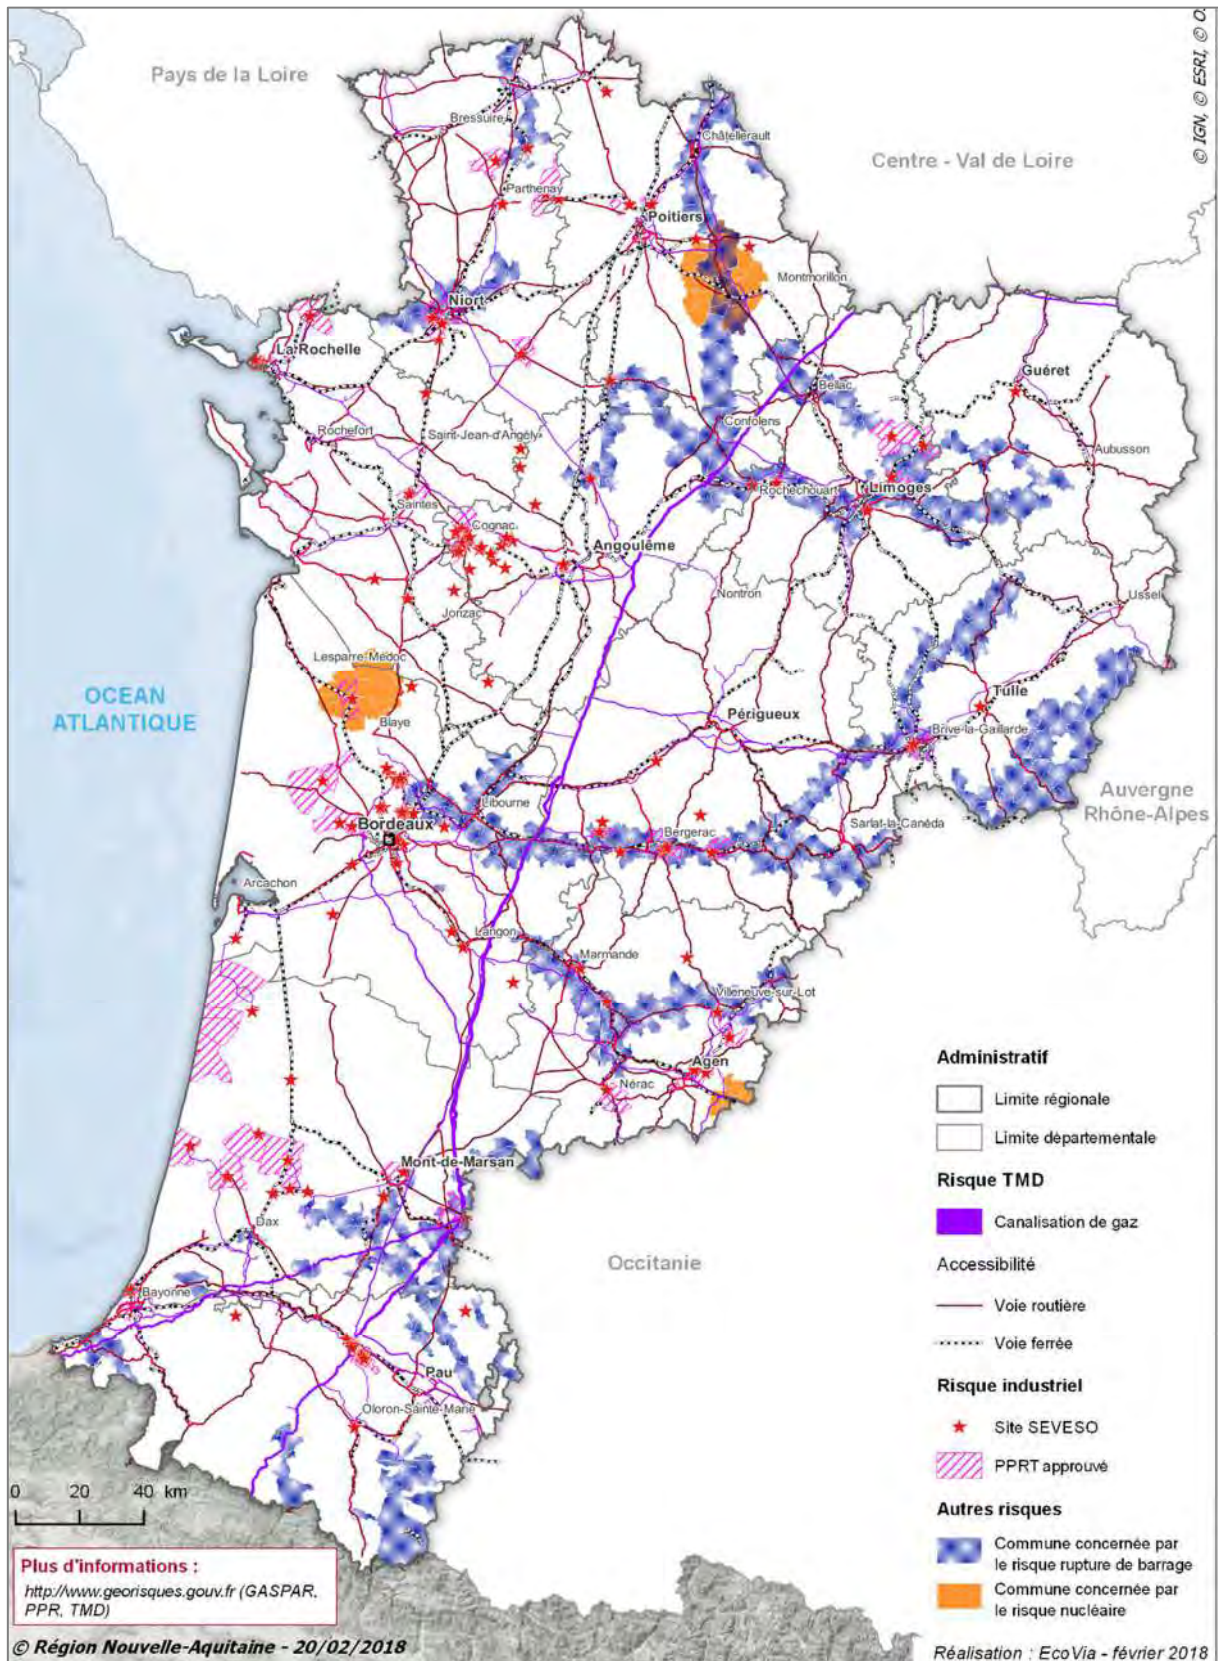 Pays de la Loire
© IGN, © ESRI, © O
Bressuire
Châtellerault
Centre - Val de Loire
Parthenay
Poitiers
Montmorillon
Niort
La Rochelle
Guéret
Bellac
Confolens
Rochefort
Saint-Jean-d'Angély
Aubusson
Rochechouart
Limoges
Saintes
Cognac
Angoulême
Nontron
Ussel
Jonzac
Lesparre-Médoc
OCEAN
ATLANTIQUE
Tulle
Périgueux
Blaye
Brive-la-Gaillarde
Auvergne
Rhône-Alpes
Libourne
Bordeaux
Bergerac
Sarlat-la-Canéda
Arcachon
Langon
Marmande
Villeneuve-sur-Lot
Agen
Nérac
Mont-de-Marsan
Dax
Occitanie
Bayonne
Pau
Oloron-Sainte-Marie
Administratif
Limite régionale
Limite départementale
Risque TMD
Canalisation de gaz
Accessibilité
Voie routière
Voie ferrée
Risque industriel
Site SEVESO
PPRT approuvé
Autres risques
Commune concernée par
le risque rupture de barrage
Commune concernée par
le risque nucléaire
0 20 40 km
Plus d'informations :
http://www.georisques.gouv.fr (GASPAR,
PPR, TMD)
© Région Nouvelle-Aquitaine - 20/02/2018
Réalisation : EcoVia - février 2018